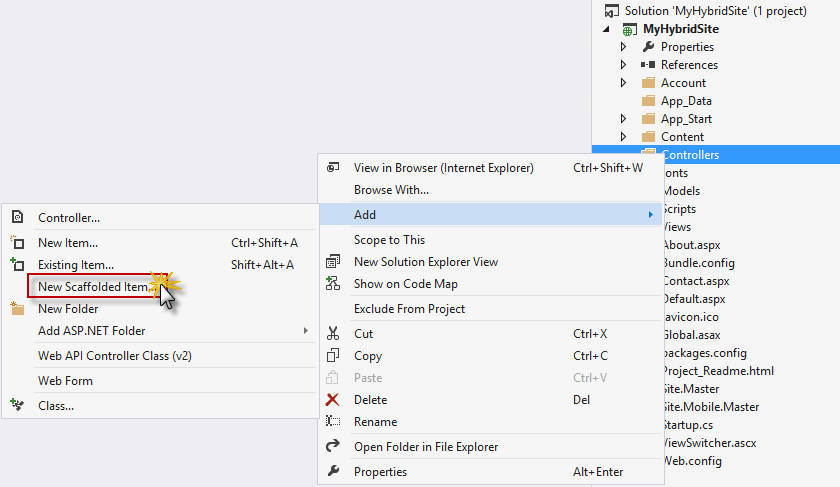 Solution 'MyHybridSite' (1 project)
MyHybridSite
Properties
References
Account
App_Data
App_Start
Content
Controllers
onts
Models
Scripts
Views
About.aspx
Bundle.config
Contact.aspx
Default.aspx
avicon.ico
Global.asax
packages.config
Project_Readme.html
Site.Master
Site.Mobile.Master
Startup.cs
ViewSwitcher.ascx
Web.config
View in Browser (Internet Explorer) Ctrl+Shift+W
Browse With...
Add
Scope to This
New Solution Explorer View
Show on Code Map
Exclude From Project
Cut Ctrl+X
Copy Ctrl+C
Paste Ctrl+V
Delete Del
Rename
Open Folder in File Explorer
Properties Alt+Enter
Controller...
New Item... Ctrl+Shift+A
Existing Item... Shift+Alt+A
New Scaffolded Item...
New Folder
Add ASP.NET Folder
Web API Controller Class (v2)
Web Form
Class...